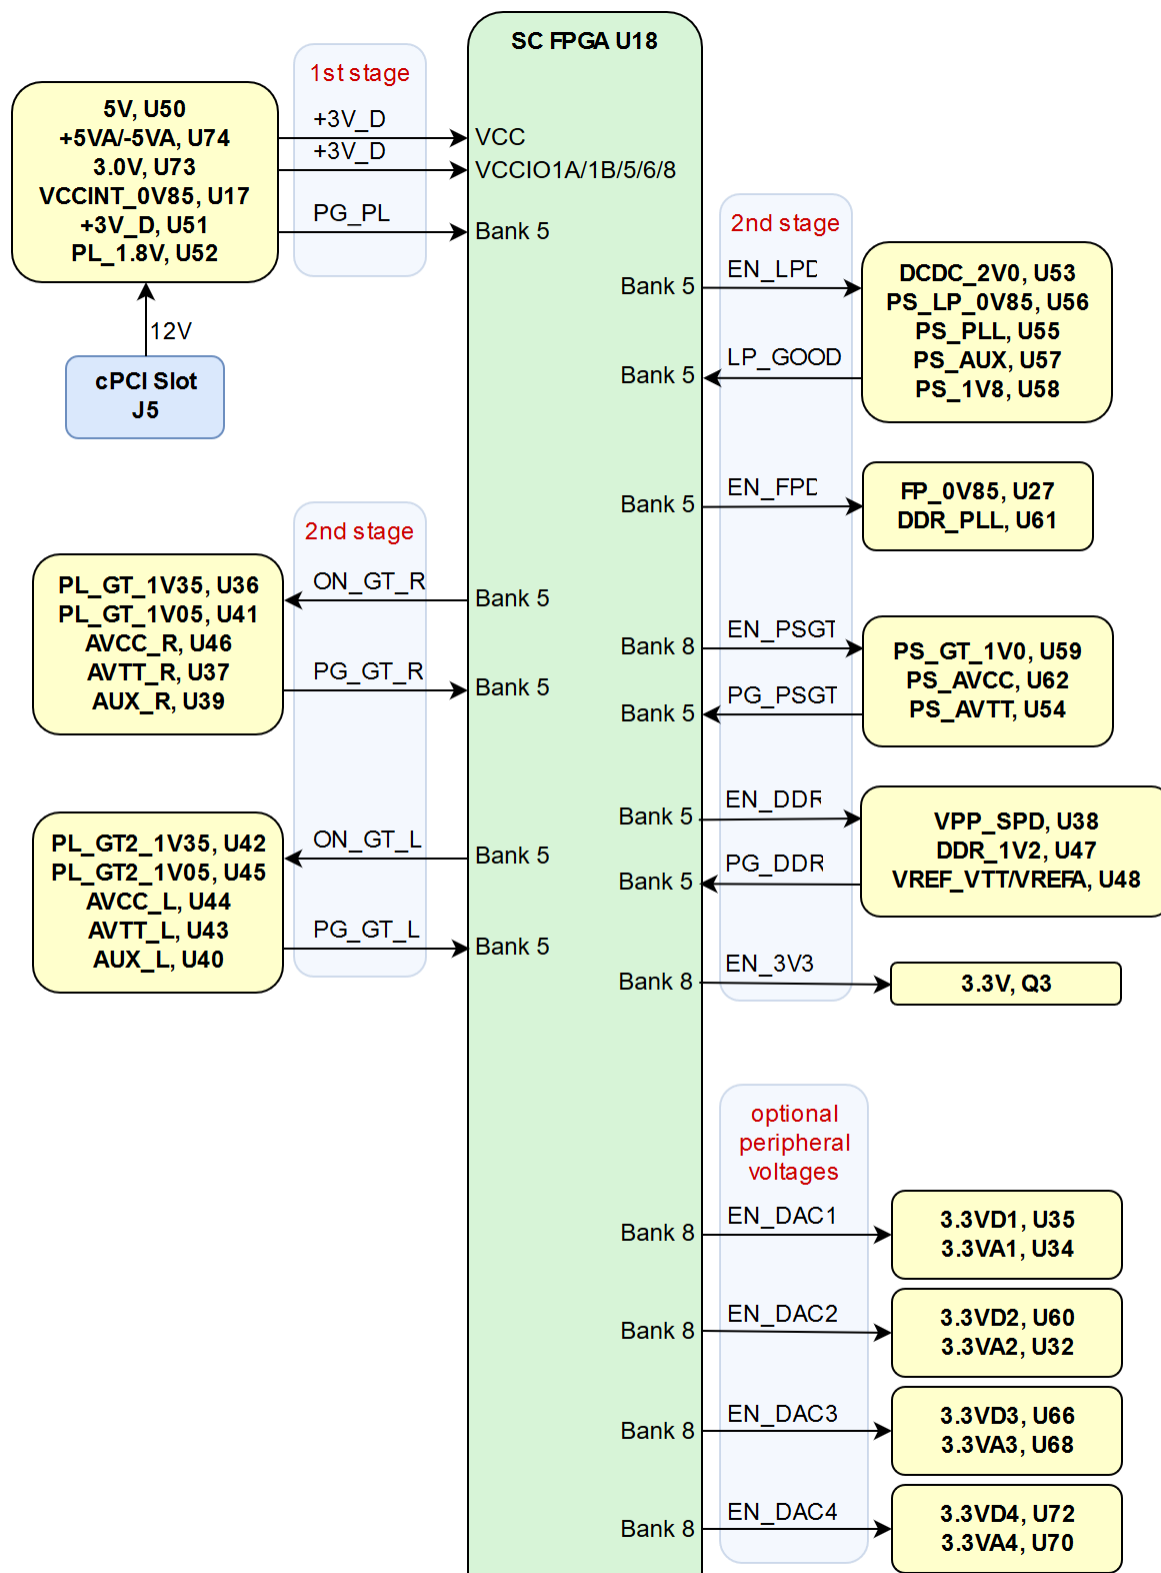 SC FPGA U18
1st stage
5V, U50
+5VA/-5VA, U74
3.0V, U73
VCCINT_0V85, U17
+3V_D, U51
PL_1.8V, U52
+3V_D
VCC
+3V_D
VCCIO1A/1B/5/6/8
PG_PL
Bank 5
12V
cPCI Slot
J5
2nd stage
Bank 5
EN_LPD
DCDC_2V0, U53
PS_LP_0V85, U56
PS_PLL, U55
PS_AUX, U57
PS_1V8, U58
Bank 5
LP_GOOD
Bank 5
EN_FPD
FP_0V85, U27
DDR_PLL, U61
2nd stage
PL_GT_1V35, U36
PL_GT_1V05, U41
AVCC_R, U46
AVTT_R, U37
AUX_R, U39
ON_GT_R
Bank 5
PG_GT_R
Bank 5
Bank 8
EN_PSGT
PS_GT_1V0, U59
PS_AVCC, U62
PS_AVTT, U54
Bank 5
PG_PSGT
PL_GT2_1V35, U42
PL_GT2_1V05, U45
AVCC_L, U44
AVTT_L, U43
AUX_L, U40
ON_GT_L
Bank 5
PG_GT_L
Bank 5
Bank 5
EN_DDR
VPP_SPD, U38
DDR_1V2, U47
VREF_VTT/VREFA, U48
Bank 5
PG_DDR
Bank 8
EN_3V3
3.3V, Q3
optional
peripheral
voltages
Bank 8
EN_DAC1
3.3VD1, U35
3.3VA1, U34
Bank 8
EN_DAC2
3.3VD2, U60
3.3VA2, U32
Bank 8
EN_DAC3
3.3VD3, U66
3.3VA3, U68
Bank 8
EN_DAC4
3.3VD4, U72
3.3VA4, U70